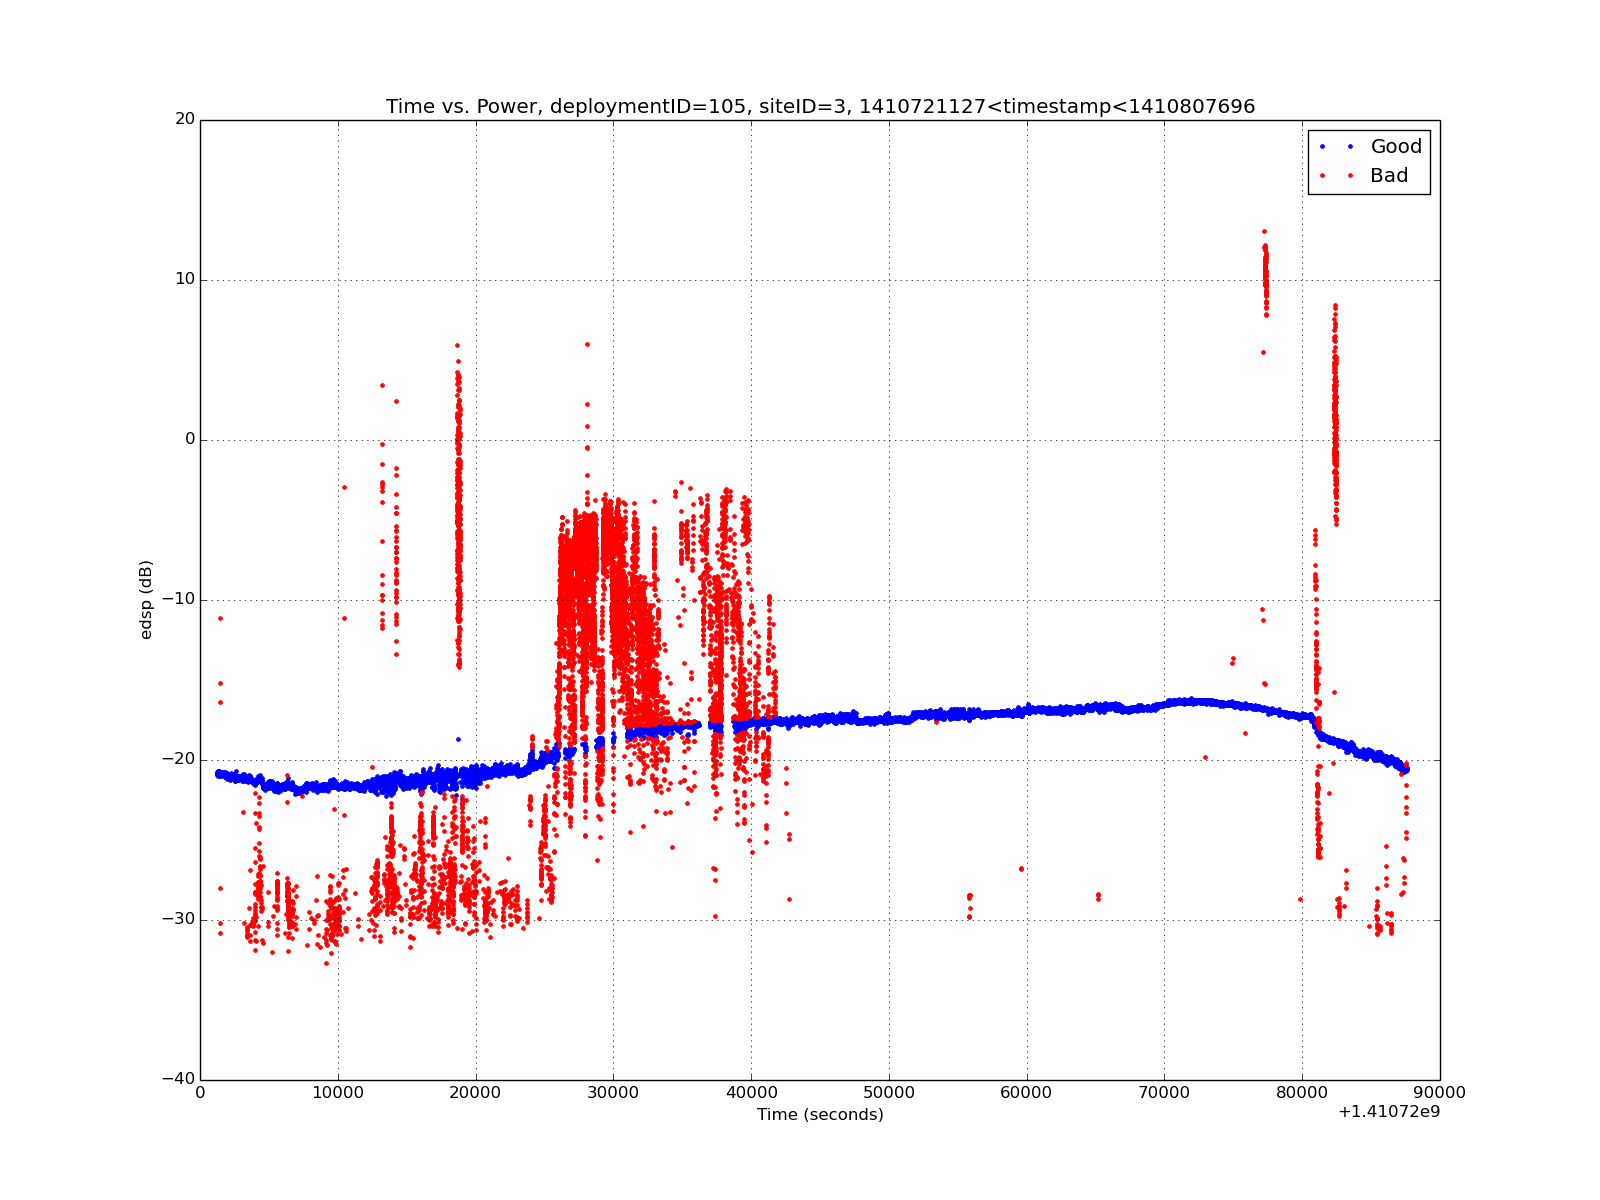 Time vs. Power, deploymentID=105, siteID=3, 1410721127<timestamp<1410807696
20
Good
Bad
10
0
edsp (dB)
−10
−20
−30
−40
0 10000 20000 30000 40000 50000 60000 70000 80000 90000
Time (seconds)
+1.41072e9